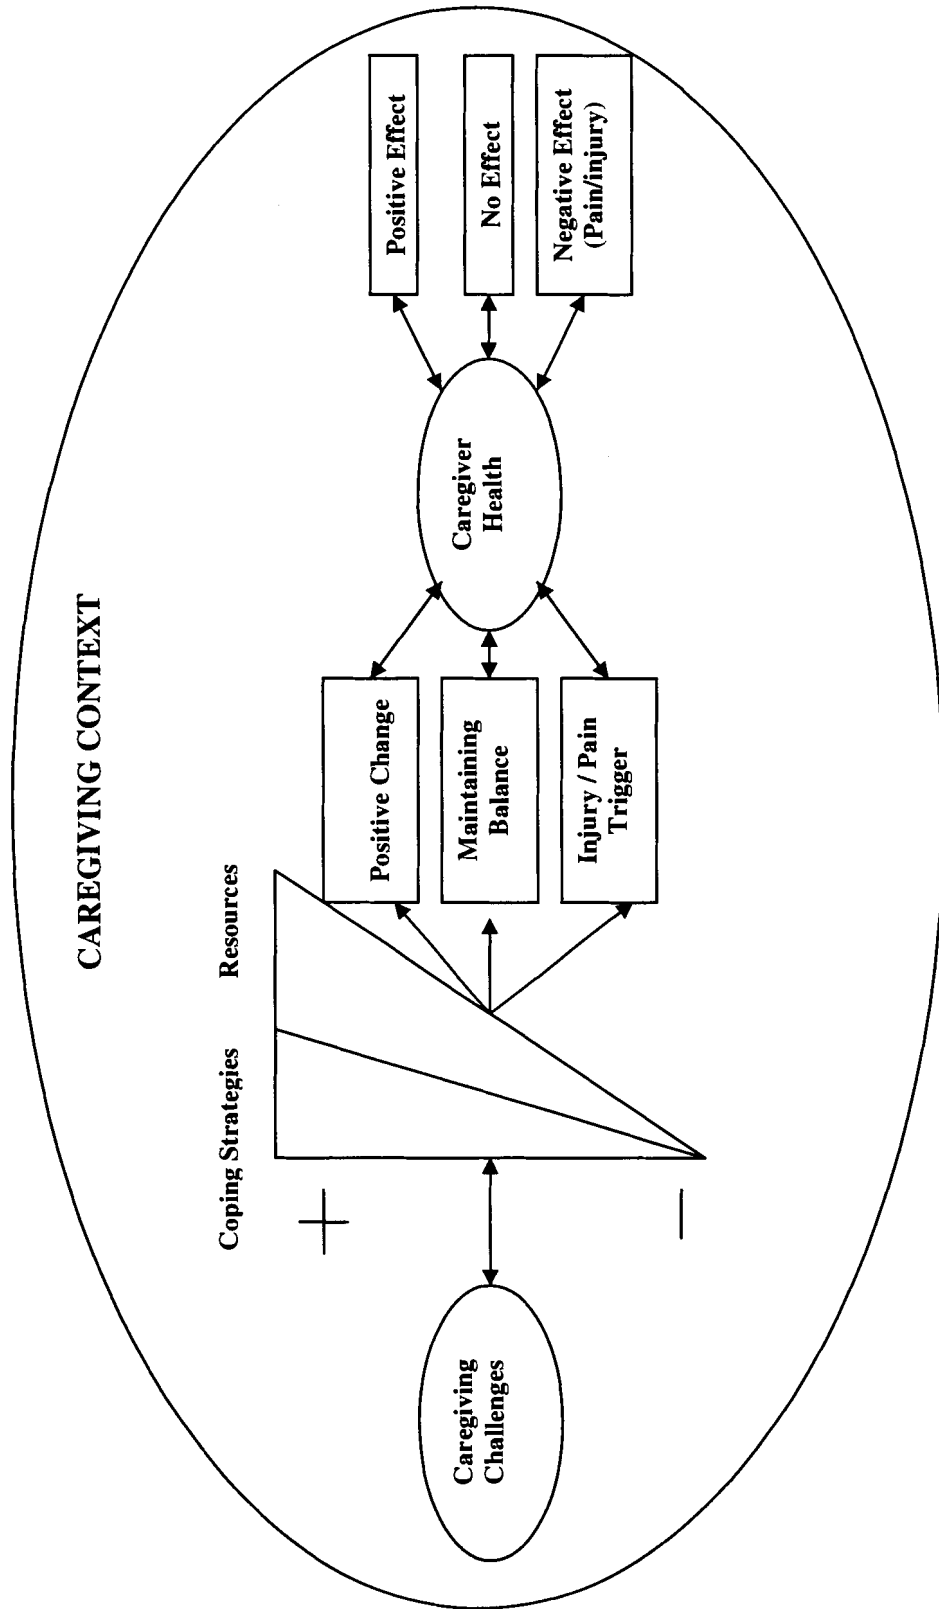 CAREGIVING CONTEXT
Coping Strategies
Resources
+
–
Caregiving
Challenges
Positive Change
Maintaining
Balance
Injury / Pain
Trigger
Caregiver
Health
Positive Effect
No Effect
Negative Effect
(Pain/injury)